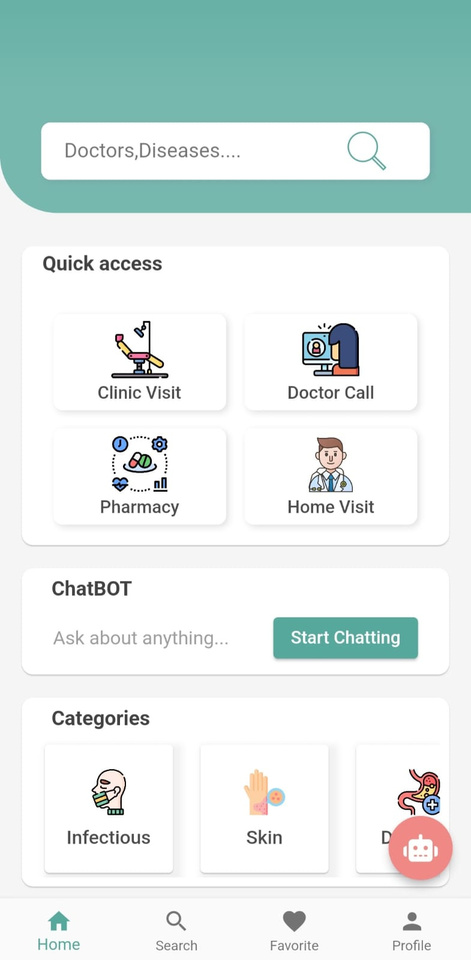 Doctors,Diseases....
Quick access
Clinic Visit
Doctor Call
Pharmacy
Home Visit
ChatBOT
Ask about anything...
Start Chatting
Categories
Infectious
Skin
D
Home
Search
Favorite
Profile